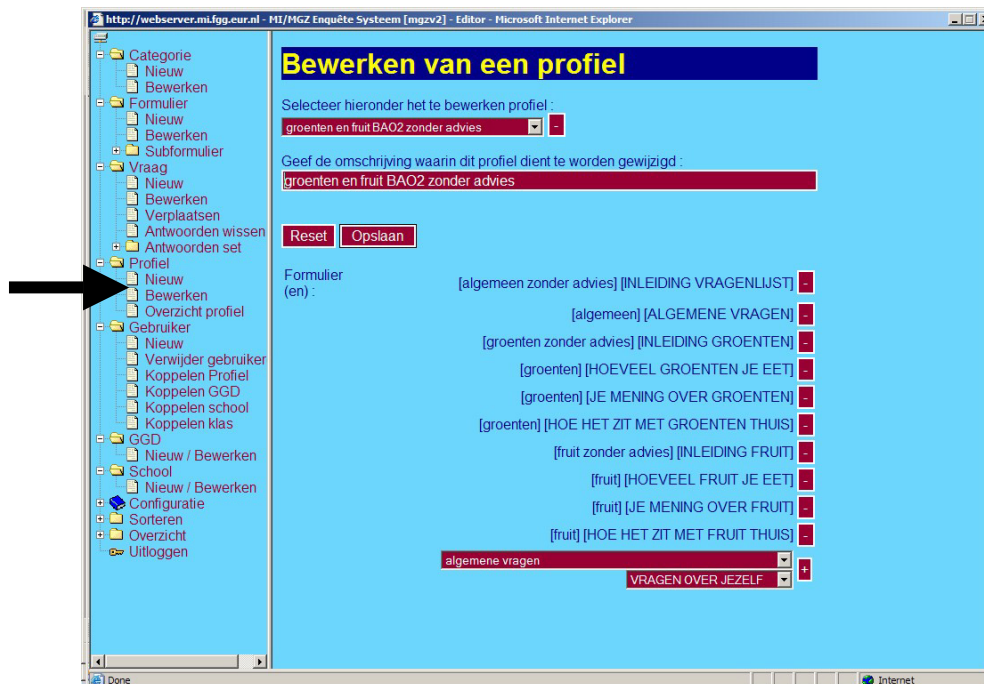 http://webserver.mi.fgg.eur.nl - MI/MGZ Enquête Systeem [mgzv2] - Editor - Microsoft Internet Explorer
Categorie
Nieuw
Bewerken
Formulier
Nieuw
Bewerken
Subformulier
Vraag
Nieuw
Bewerken
Verplaatsen
Antwoorden wissen
Antwoorden set
Profiel
Nieuw
Bewerken
Overzicht profiel
Gebruiker
Nieuw
Verwijder gebruiker
Koppelen Profiel
Koppelen GGD
Koppelen school
Koppelen klas
GGD
Nieuw / Bewerken
School
Nieuw / Bewerken
Configuratie
Sorteren
Overzicht
Uitloggen
Bewerken van een profiel
Selecteer hieronder het te bewerken profiel :
groenten en fruit BAO2 zonder advies -
Geef de omschrijving waarin dit profiel dient te worden gewijzigd :
groenten en fruit BAO2 zonder advies
Reset Opslaan
Formulier
(en) :
[algemeen zonder advies] [INLEIDING VRAGENLIJST] -
[algemeen] [ALGEMENE VRAGEN] -
[groenten zonder advies] [INLEIDING GROENTEN] -
[groenten] [HOEVEEL GROENTEN JE EET] -
[groenten] [JE MENING OVER GROENTEN] -
[groenten] [HOE HET ZIT MET GROENTEN THUIS] -
[fruit zonder advies] [INLEIDING FRUIT] -
[fruit] [HOEVEEL FRUIT JE EET] -
[fruit] [JE MENING OVER FRUIT] -
[fruit] [HOE HET ZIT MET FRUIT THUIS] -
algemene vragen
VRAGEN OVER JEZELF +
Done
Internet